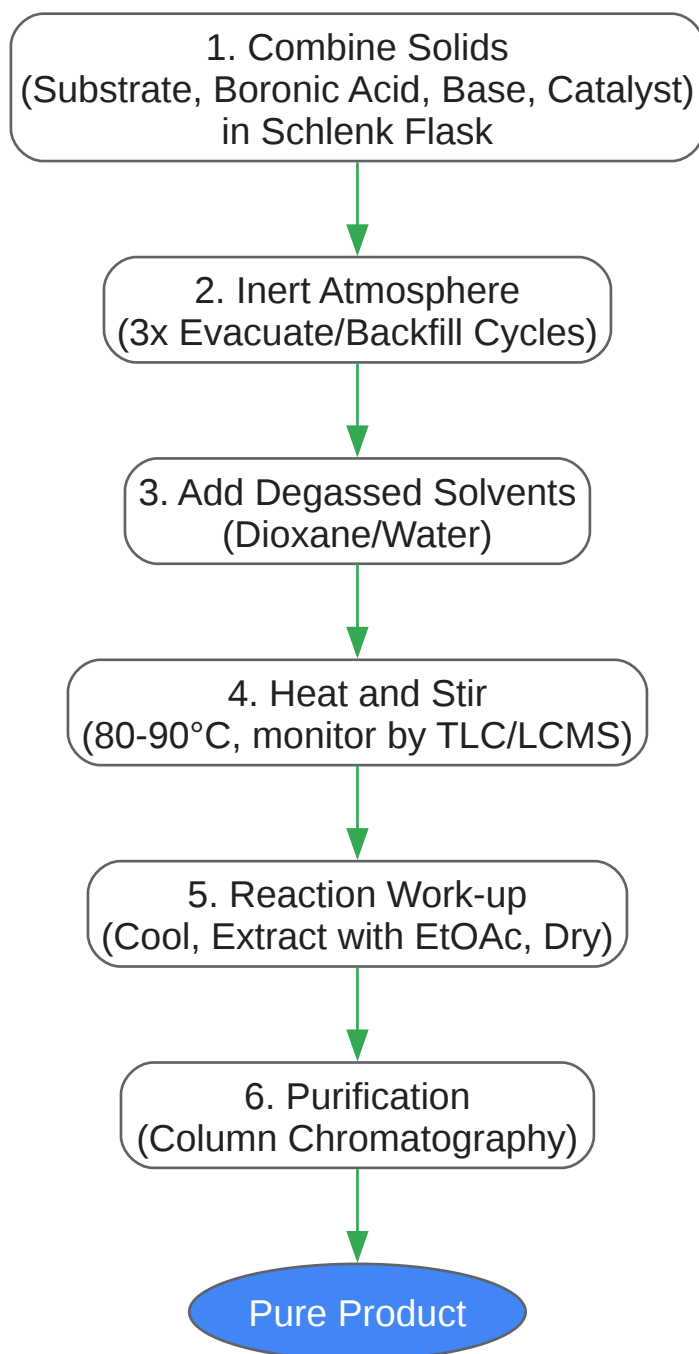 1. Combine Solids
(Substrate, Boronic Acid, Base, Catalyst)
in Schlenk Flask
2. Inert Atmosphere
(3x Evacuate/Backfill Cycles)
3. Add Degassed Solvents
(Dioxane/Water)
4. Heat and Stir
(80-90°C, monitor by TLC/LCMS)
5. Reaction Work-up
(Cool, Extract with EtOAc, Dry)
6. Purification
(Column Chromatography)
Pure Product